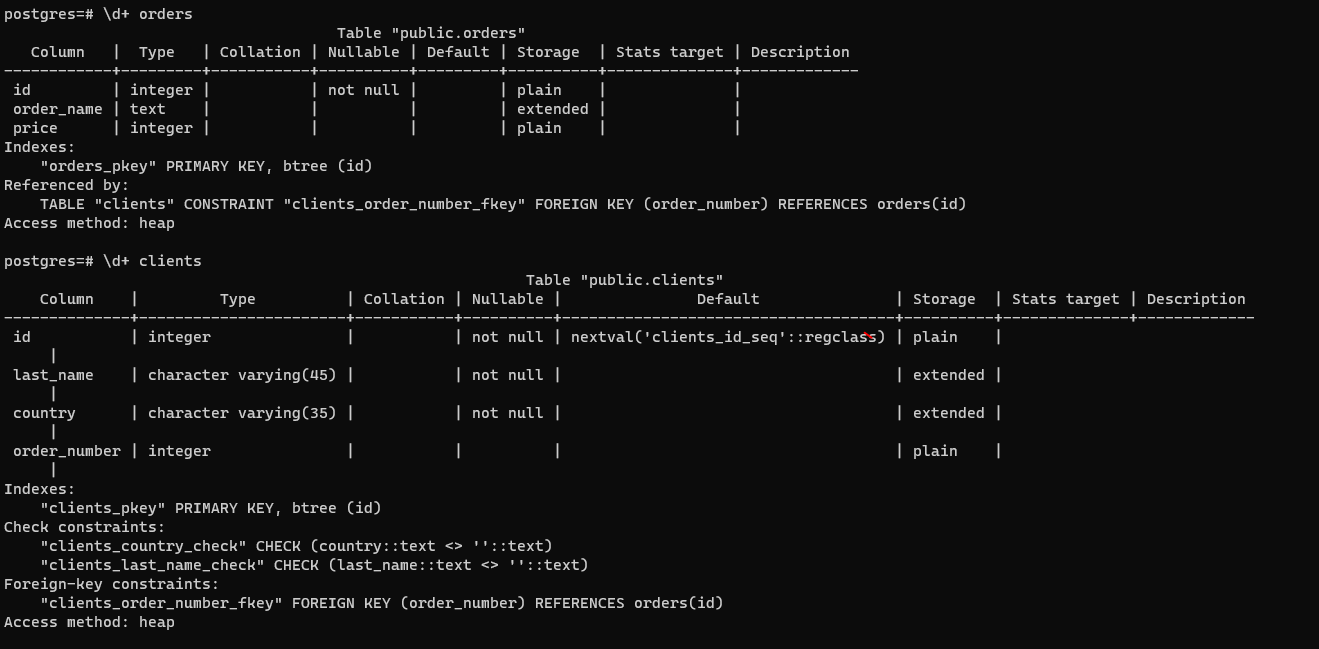 postgres=# \d+ orders
                                     Table "public.orders"
   Column   |  Type   | Collation | Nullable | Default | Storage  | Stats target | Description
------------+---------+-----------+----------+---------+----------+--------------+-------------
 id         | integer |           | not null |         | plain    |              |
 order_name | text    |           |          |         | extended |              |
 price      | integer |           |          |         | plain    |              |
Indexes:
    "orders_pkey" PRIMARY KEY, btree (id)
Referenced by:
    TABLE "clients" CONSTRAINT "clients_order_number_fkey" FOREIGN KEY (order_number) REFERENCES orders(id)
Access method: heap

postgres=# \d+ clients
                                                          Table "public.clients"
    Column    |         Type          | Collation | Nullable |               Default               | Storage  | Stats target | Description
--------------+-----------------------+-----------+----------+-------------------------------------+----------+--------------+-------------
 id           | integer               |           | not null | nextval('clients_id_seq'::regclass) | plain    |
     |
 last_name    | character varying(45) |           | not null |                                     | extended |
     |
 country      | character varying(35) |           | not null |                                     | extended |
     |
 order_number | integer               |           |          |                                     | plain    |
     |
Indexes:
    "clients_pkey" PRIMARY KEY, btree (id)
Check constraints:
    "clients_country_check" CHECK (country::text <> ''::text)
    "clients_last_name_check" CHECK (last_name::text <> ''::text)
Foreign-key constraints:
    "clients_order_number_fkey" FOREIGN KEY (order_number) REFERENCES orders(id)
Access method: heap